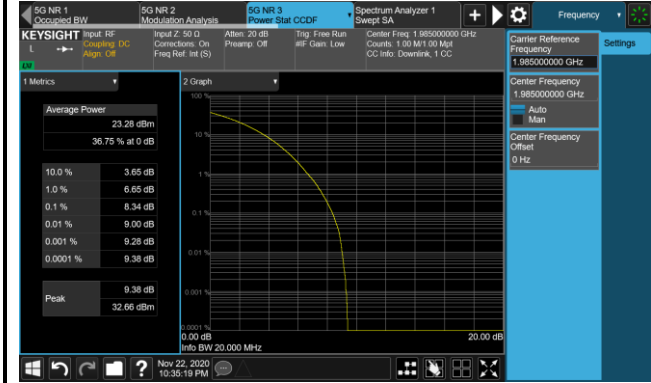 5G NR 1
Occupied BW
5G NR 2
Modulation Analysis
5G NR 3
Power Stat CCDF
Spectrum Analyzer 1
Swept SA
Frequency
KEYSIGHT
L
Input: RF
Coupling: DC
Align: Off
Input Z: 50 Ω
Corrections: On
Freq Ref: Int (S)
Atten: 20 dB
Preamp: Off
Trig: Free Run
#IF Gain: Low
Center Freq: 1.985000000 GHz
Counts: 1.00 M/1.00 Mpt
CC Info: Downlink, 1 CC
1 Metrics
Average Power
23.28 dBm
36.75 % at 0 dB
10.0 % 3.65 dB
1.0 % 6.65 dB
0.1 % 8.34 dB
0.01 % 9.00 dB
0.001 % 9.28 dB
0.0001 % 9.38 dB
Peak
9.38 dB
32.66 dBm
2 Graph
100 %
10 %
1 %
0.1 %
0.01 %
0.001 %
0.0001 %
0.00 dB
20.00 dB
Info BW 20.000 MHz
Carrier Reference
Frequency
1.985000000 GHz
Center Frequency
1.985000000 GHz
Auto
Man
Center Frequency
Offset
0 Hz
Settings
?
Nov 22, 2020
10:35:19 PM